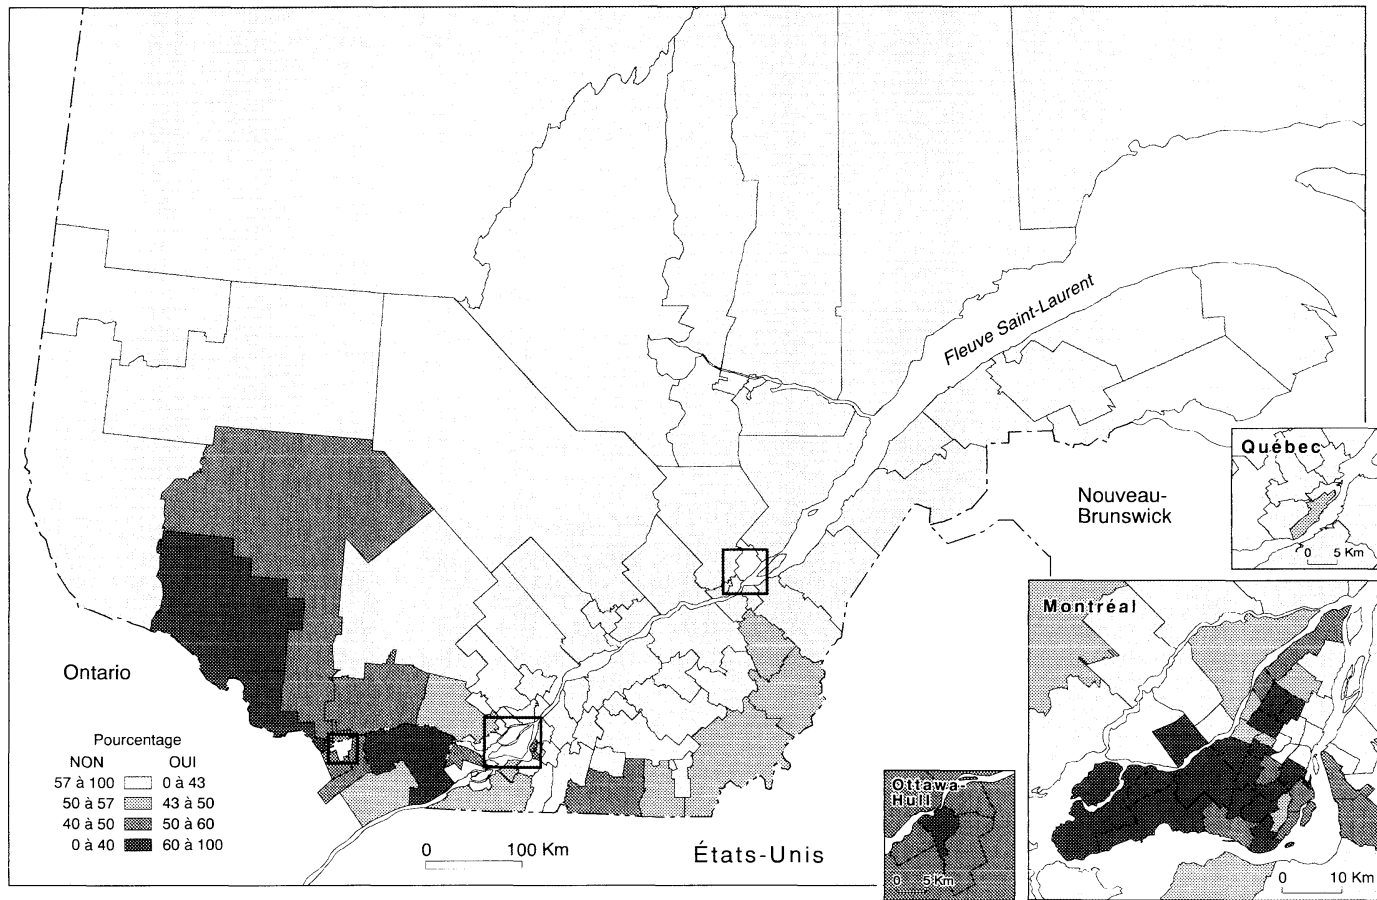 Fleuve Saint-Laurent
Québec
0 5 Km
Nouveau-
Brunswick
Montréal
0 10 Km
Ontario
Pourcentage
NON OUI
57 à 100 0 à 43
50 à 57 43 à 50
40 à 50 50 à 60
0 à 40 60 à 100
0 100 Km
États-Unis
Ottawa-
Hull
0 5 Km